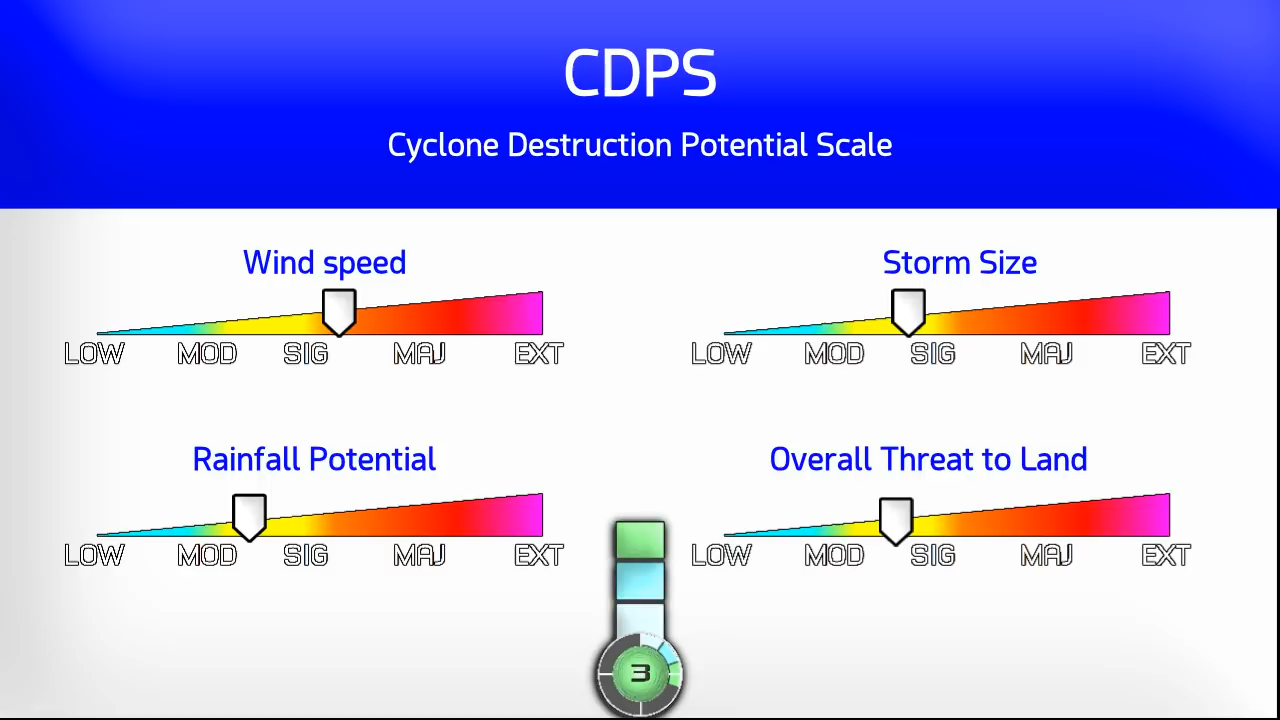 CDPS
Cyclone Destruction Potential Scale
Wind speed
LOW MOD SIG MAJ EXT
Storm Size
LOW MOD SIG MAJ EXT
Rainfall Potential
LOW MOD SIG MAJ EXT
Overall Threat to Land
LOW MOD SIG MAJ EXT
3